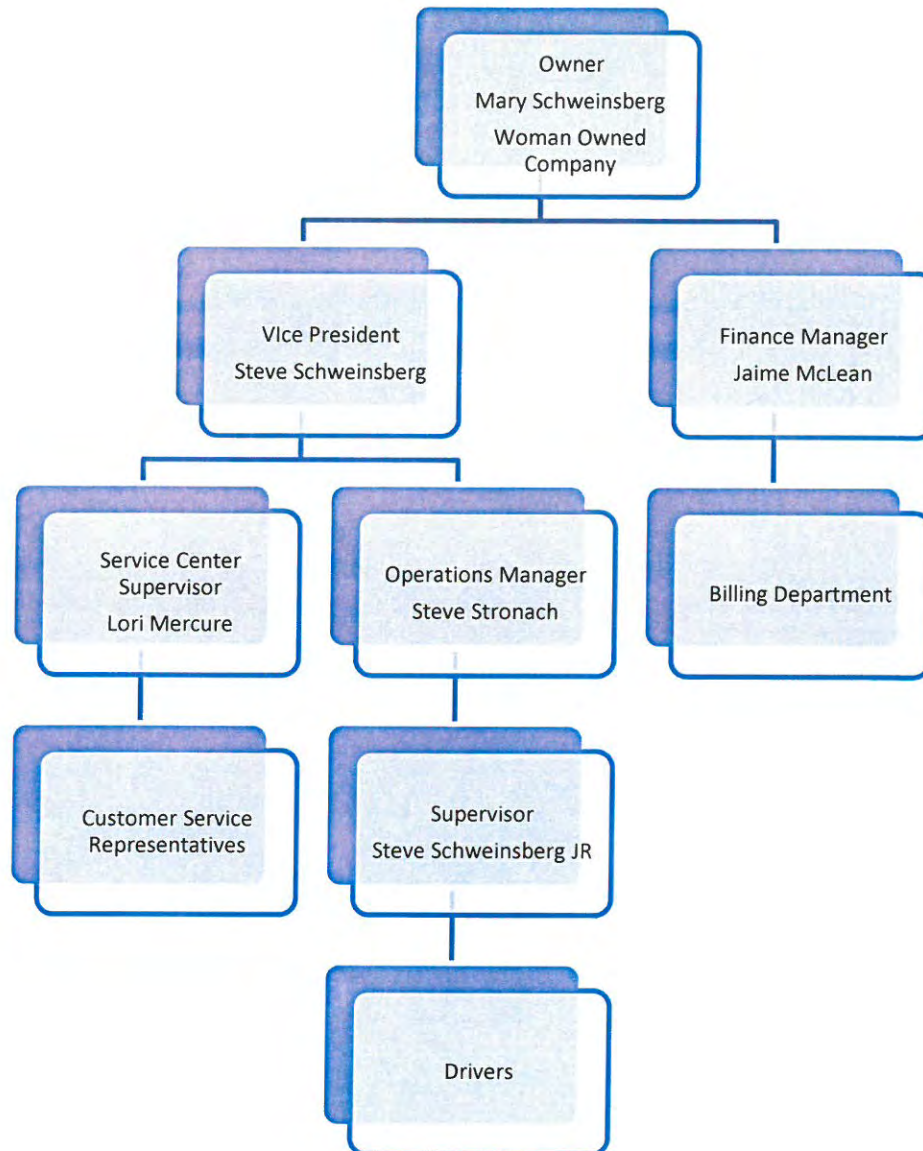 Owner
Mary Schweinsberg
Woman Owned
Company
VIce President
Steve Schweinsberg
Finance Manager
Jaime McLean
Service Center
Supervisor
Lori Mercure
Operations Manager
Steve Stronach
Billing Department
Customer Service
Representatives
Supervisor
Steve Schweinsberg JR
Drivers